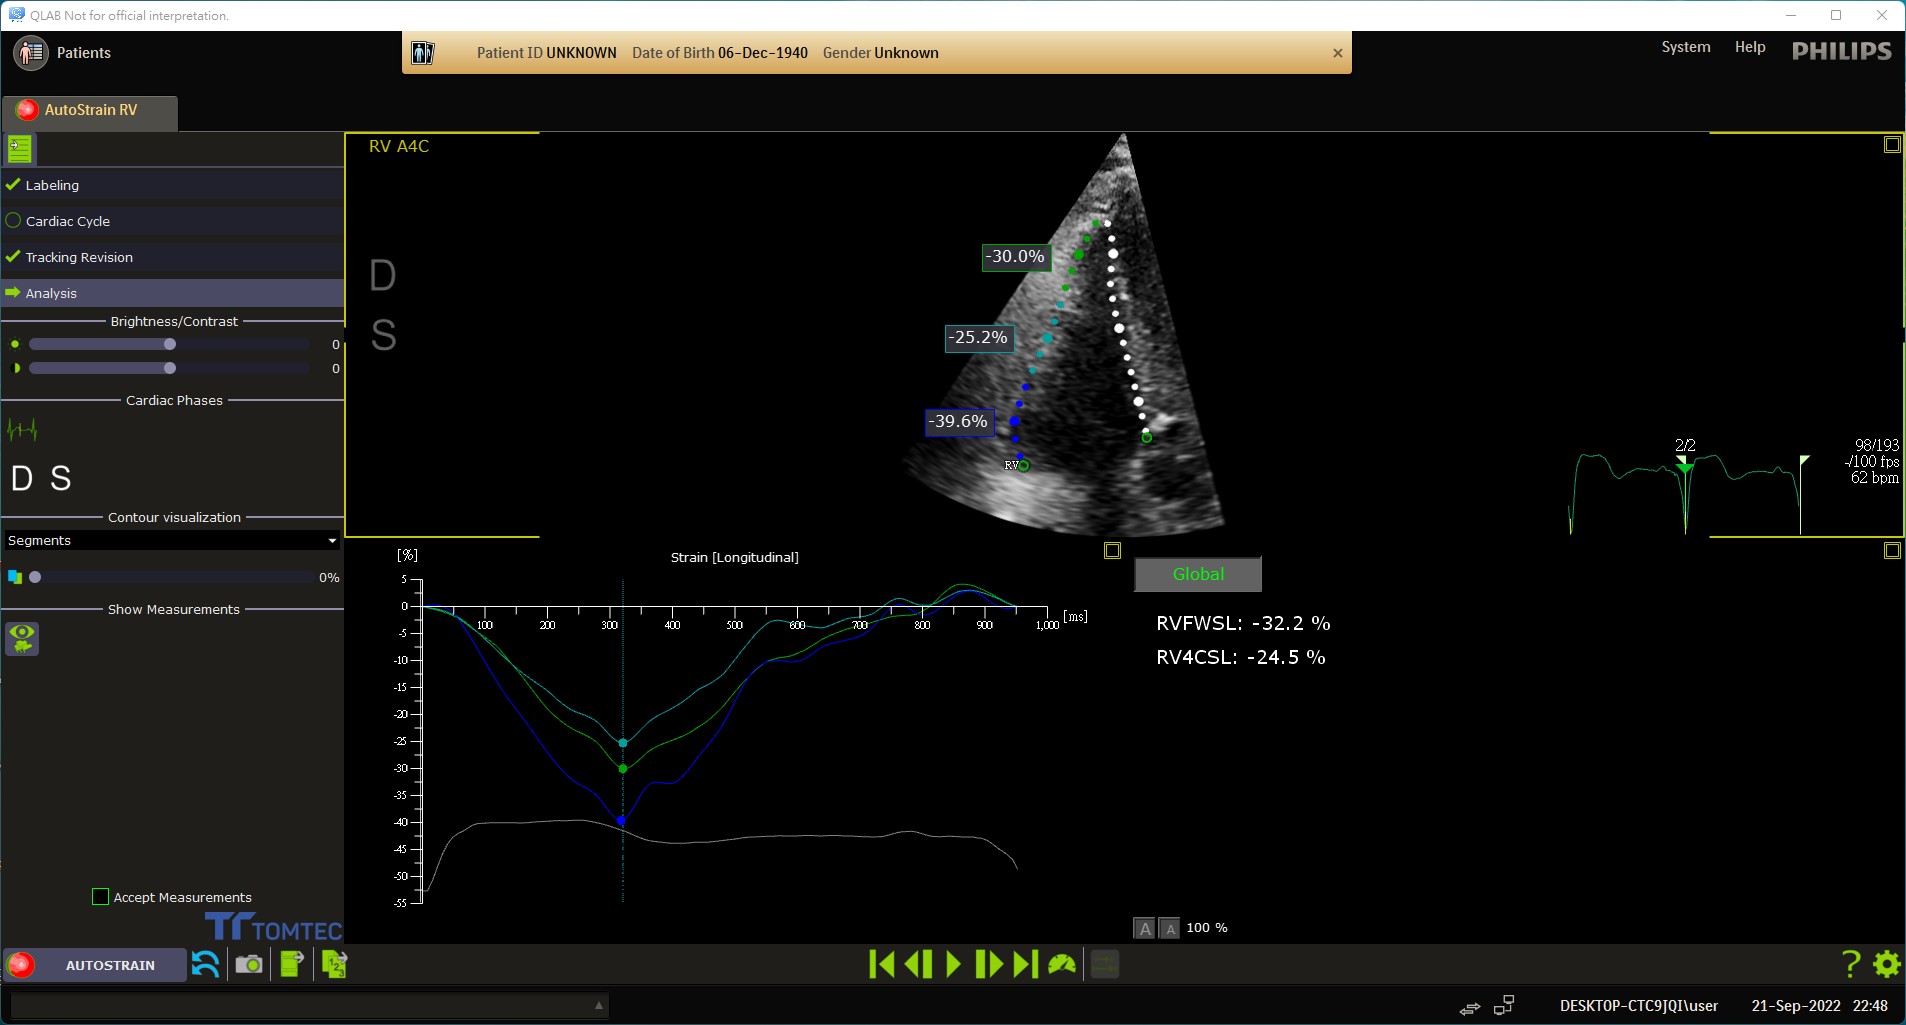 QLAB Not for official interpretation.
Patients
Patient ID UNKNOWN Date of Birth 06-Dec-1940 Gender Unknown
System Help PHILIPS
AutoStrain RV
Labeling
Cardiac Cycle
Tracking Revision
Analysis
Brightness/Contrast
0
0
Cardiac Phases
D S
Contour visualization
Segments
0%
Show Measurements
Accept Measurements
TOMTEC
RV A4C
D
S
-30.0%
-25.2%
-39.6%
RV
2/2
98/193
-/100 fps
62 bpm
[%]
Strain [Longitudinal]
5
0
-5
-10
-15
-20
-25
-30
-35
-40
-45
-50
-55
100 200 300 400 500 600 700 800 900 1,000 [ms]
Global
RVFWSL: -32.2 %
RV4CSL: -24.5 %
A A 100 %
AUTOSTRAIN
123
?
DESKTOP-CTC9JQI\user 21-Sep-2022 22:48